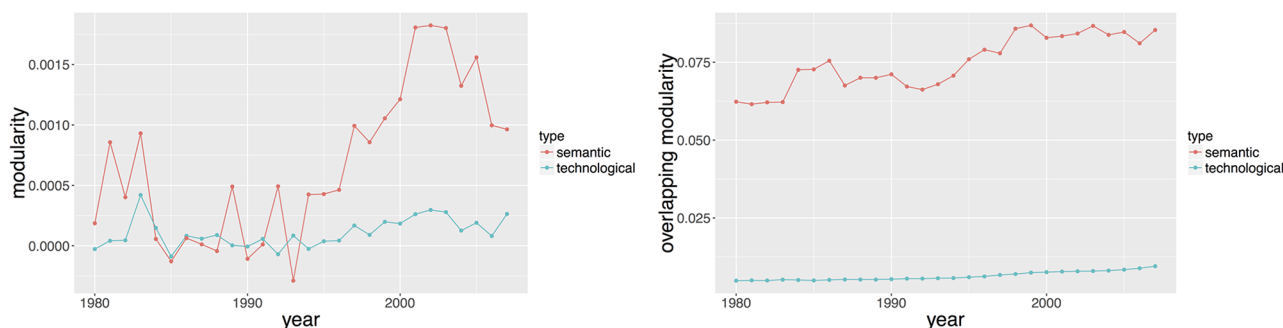 modularity
0.0015
0.0010
0.0005
0.0000
1980
1990
2000
year
type
semantic
technological
overlapping modularity
0.075
0.050
0.025
1980
1990
2000
year
type
semantic
technological